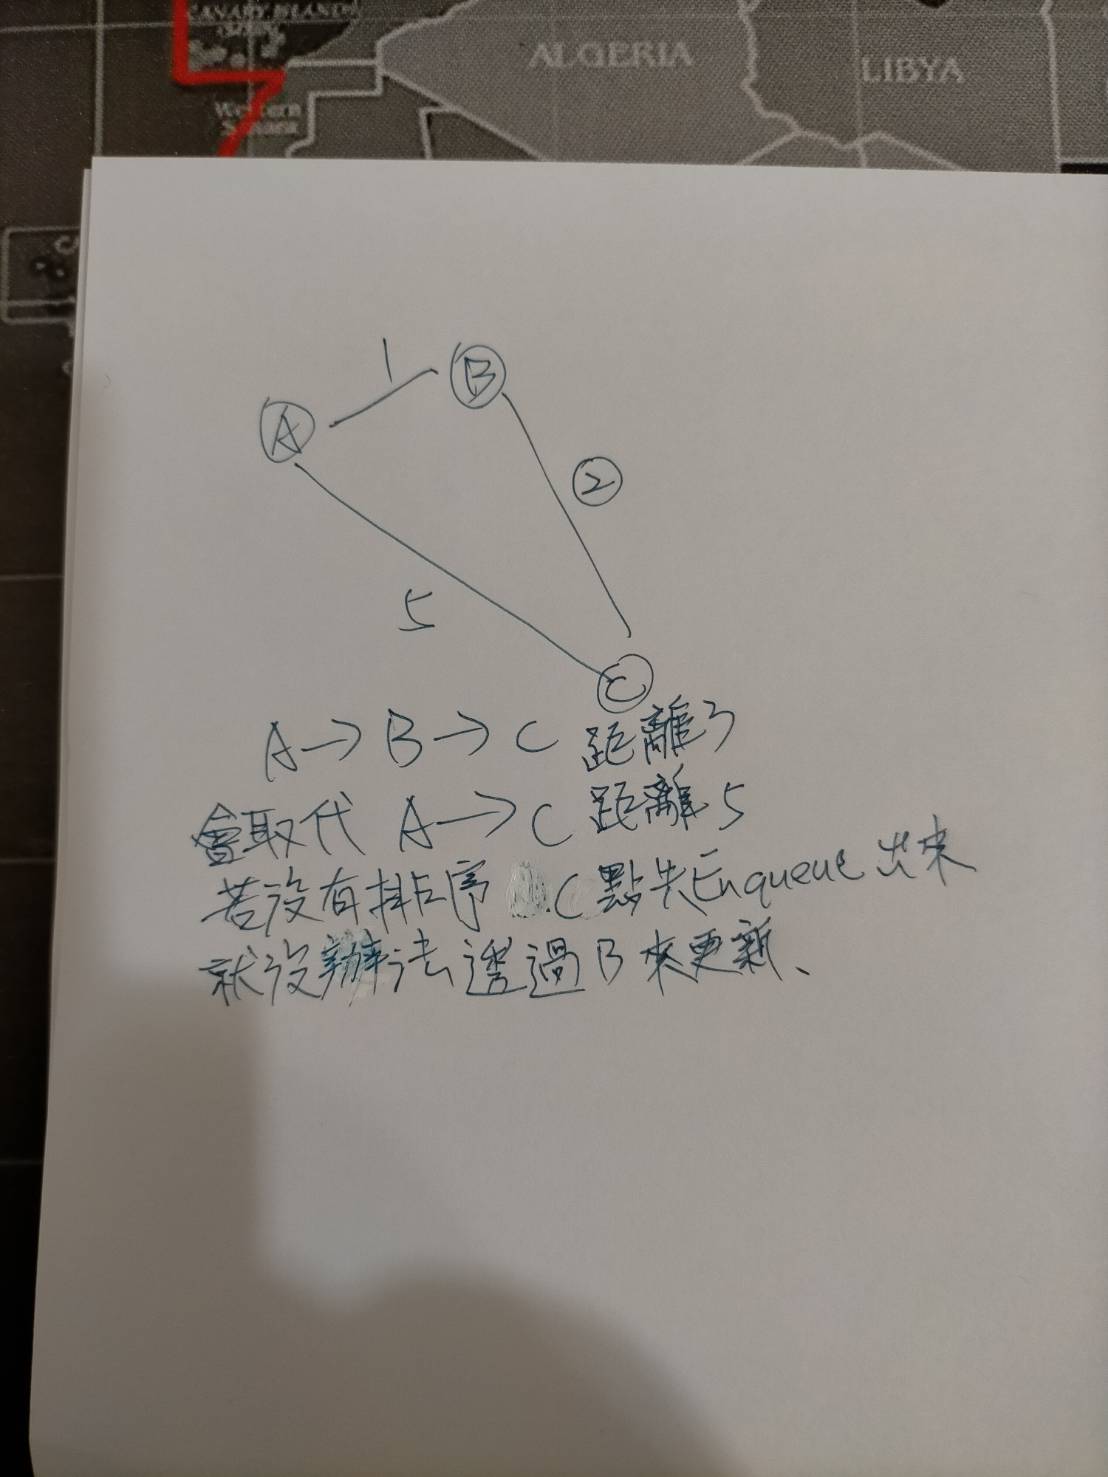 CANARY ISLANDS
(SPAIN)
ALGERIA
LIBYA
Western
Sahara
1
B
A
2
5
C
A→B→C 距離3
會取代 A→C 距離5
若沒有排序 C點先Enqueue出來
就沒辦法透過B來更新、